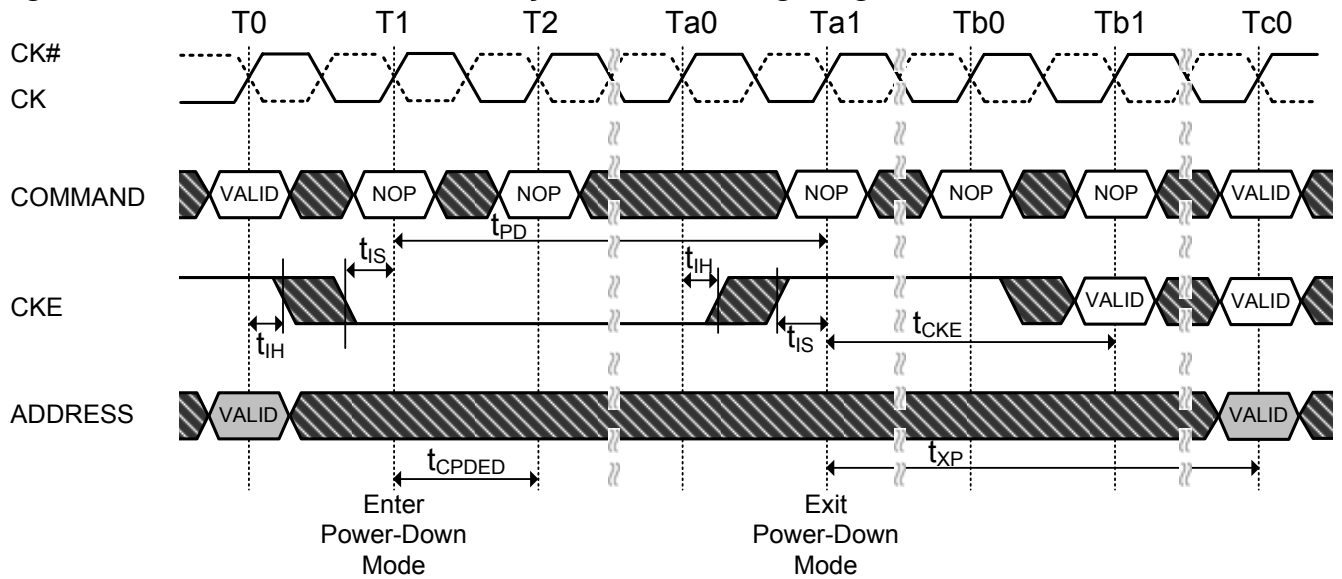 T0 T1 T2 Ta0 Ta1 Tb0 Tb1 Tc0
CK#
CK
COMMAND VALID NOP NOP NOP NOP NOP VALID
tPD
tIS tIH
CKE VALID VALID
tIH tIS tCKE
ADDRESS VALID VALID
tCPDED tXP
Enter
Power-Down
Mode
Exit
Power-Down
Mode